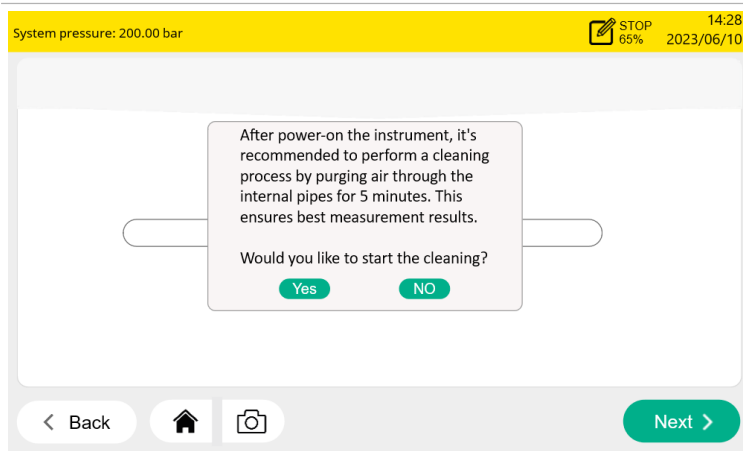 System pressure: 200.00 bar
STOP
65%
14:28
2023/06/10
After power-on the instrument, it's
recommended to perform a cleaning
process by purging air through the
internal pipes for 5 minutes. This
ensures best measurement results.
Would you like to start the cleaning?
Yes
NO
Back
Next